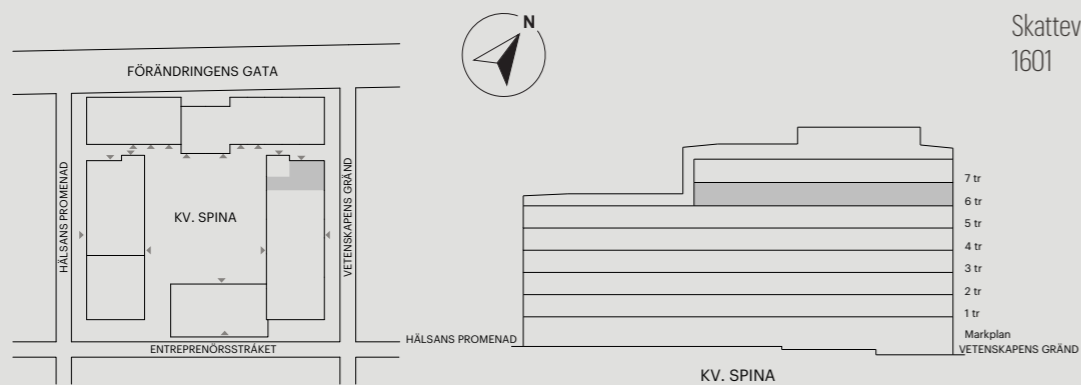 N
Skattev
1601
FÖRÄNDRINGENS GATA
HÄLSANS PROMENAD
KV. SPINA
VETENSKAPENS GRÄND
ENTREPRENÖRSSTRÅKET
7 tr
6 tr
5 tr
4 tr
3 tr
2 tr
1 tr
Markplan
HÄLSANS PROMENAD
VETENSKAPENS GRÄND
KV. SPINA